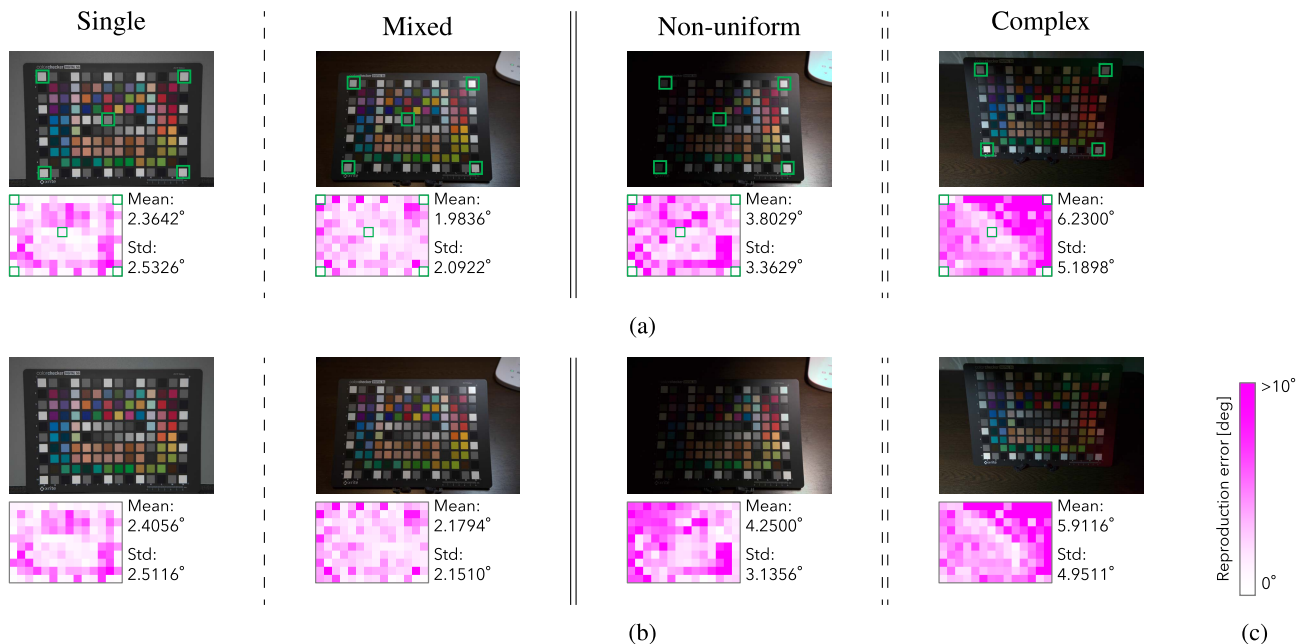 Single
Mixed
Non-uniform
Complex
Mean:
2.3642°
Std:
2.5326°
Mean:
1.9836°
Std:
2.0922°
Mean:
3.8029°
Std:
3.3629°
Mean:
6.2300°
Std:
5.1898°
(a)
Mean:
2.4056°
Std:
2.5116°
Mean:
2.1794°
Std:
2.1510°
Mean:
4.2500°
Std:
3.1356°
Mean:
5.9116°
Std:
4.9511°
(b)
>10°
Reproduction error [deg]
0°
(c)